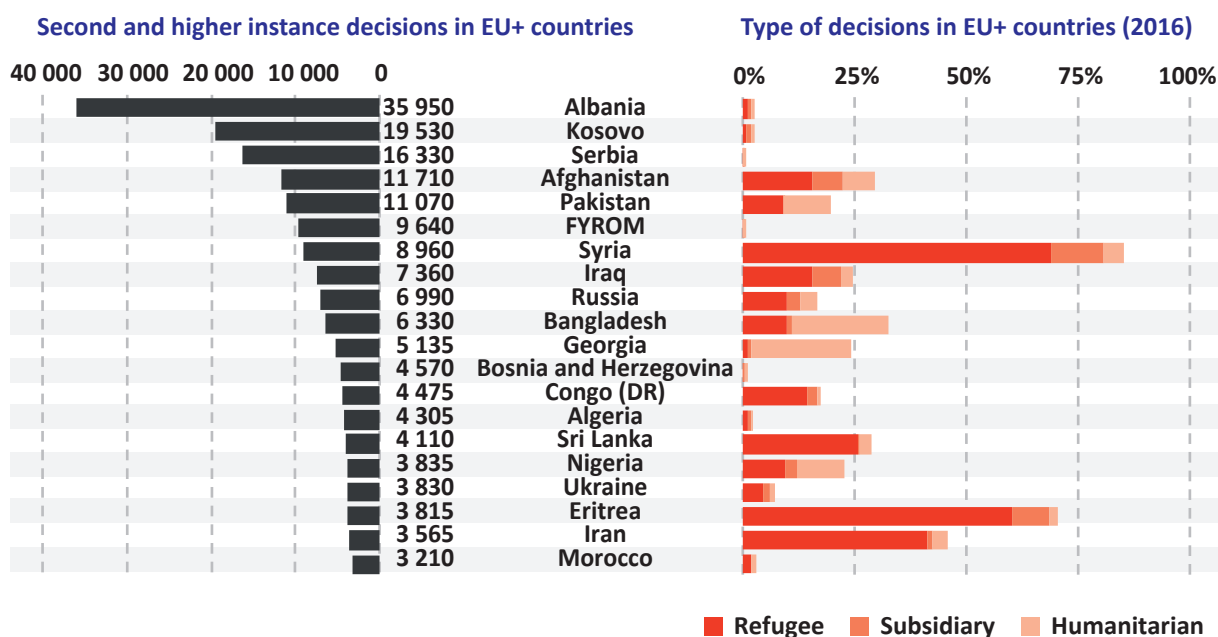 Second and higher instance decisions in EU+ countries Type of decisions in EU+ countries (2016)
40 000 30 000 20 000 10 000 0 0% 25% 50% 75% 100%
35 950 Albania
19 530 Kosovo
16 330 Serbia
11 710 Afghanistan
11 070 Pakistan
9 640 FYROM
8 960 Syria
7 360 Iraq
6 990 Russia
6 330 Bangladesh
5 135 Georgia
4 570 Bosnia and Herzegovina
4 475 Congo (DR)
4 305 Algeria
4 110 Sri Lanka
3 835 Nigeria
3 830 Ukraine
3 815 Eritrea
3 565 Iran
3 210 Morocco
Refugee Subsidiary Humanitarian